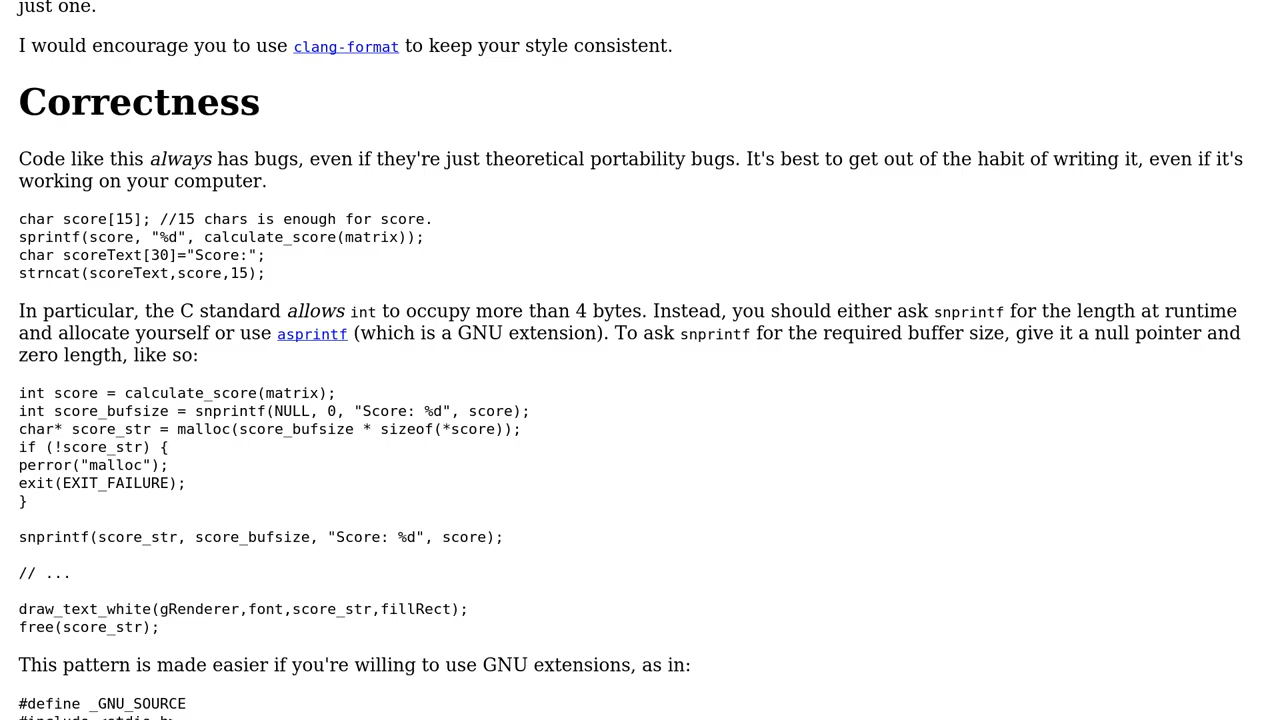 just one.
I would encourage you to use clang-format to keep your style consistent.
Correctness
Code like this always has bugs, even if they're just theoretical portability bugs. It's best to get out of the habit of writing it, even if it's
working on your computer.
char score[15]; //15 chars is enough for score.
sprintf(score, "%d", calculate_score(matrix));
char scoreText[30]="Score:";
strncat(scoreText,score,15);
In particular, the C standard allows int to occupy more than 4 bytes. Instead, you should either ask snprintf for the length at runtime
and allocate yourself or use asprintf (which is a GNU extension). To ask snprintf for the required buffer size, give it a null pointer and
zero length, like so:
int score = calculate_score(matrix);
int score_bufsize = snprintf(NULL, 0, "Score: %d", score);
char* score_str = malloc(score_bufsize * sizeof(*score));
if (!score_str) {
perror("malloc");
exit(EXIT_FAILURE);
}
snprintf(score_str, score_bufsize, "Score: %d", score);
// ...
draw_text_white(gRenderer,font,score_str,fillRect);
free(score_str);
This pattern is made easier if you're willing to use GNU extensions, as in:
#define _GNU_SOURCE
#include <stdio.h>